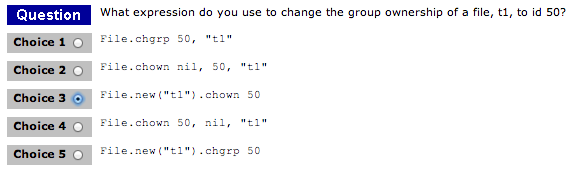 Question What expression do you use to change the group ownership of a file, t1, to id 50?
Choice 1 File.chgrp 50, "t1"
Choice 2 File.chown nil, 50, "t1"
Choice 3 File.new("t1").chown 50
Choice 4 File.chown 50, nil, "t1"
Choice 5 File.new("t1").chgrp 50